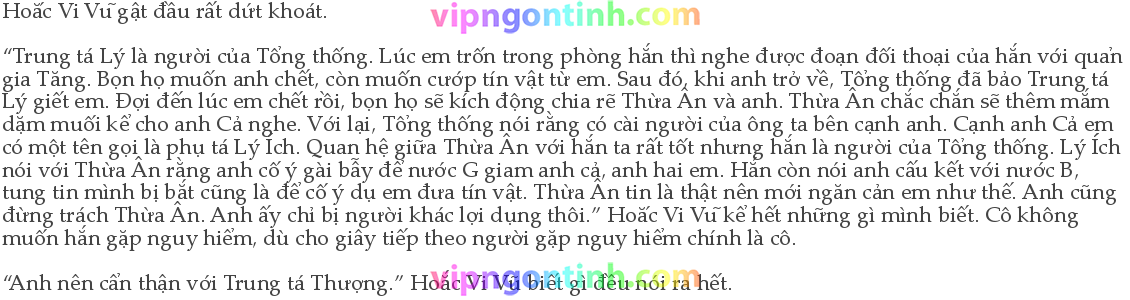 Hoắc Vi Vũ gật đầu rất dứt khoát.
vipngontinh.com
“Trung tá Lý là người của Tổng thống. Lúc em trốn trong phòng hắn thì nghe được đoạn đối thoại của hắn với quản
gia Tăng. Bọn họ muốn anh chết, còn muốn cướp tín vật từ em. Sau đó, khi anh trở về, Tổng thống đã bảo Trung tá
Lý giết em. Đợi đến lúc em chết rồi, bọn họ sẽ kích động chia rẽ Thừa Ân và anh. Thừa Ân chắc chắn sẽ thêm mắm
dặm muối kể cho anh Cả nghe. Với lại, Tổng thống nói rằng có cài người của ông ta bên cạnh anh. Cạnh anh Cả em
có một tên gọi là phụ tá Lý Ích. Quan hệ giữa Thừa Ân với hắn ta rất tốt nhưng hắn là người của Tổng thống. Lý Ích
nói với Thừa Ân rằng anh cố ý gài bẫy để nước G giam anh cả, anh hai em. Hắn còn nói anh cấu kết với nước B,
tung tin mình bị bắt cũng là để cố ý dụ em đưa tín vật. Thừa Ân tin là thật nên mới ngăn cản em như thế. Anh cũng
đừng trách Thừa Ân. Anh ấy chỉ bị người khác lợi dụng thôi.” Hoắc Vi Vũ kể hết những gì mình biết. Cô không
muốn hắn gặp nguy hiểm, dù cho giây tiếp theo người gặp nguy hiểm chính là cô.
“Anh nên cẩn thận với Trung tá Thượng.” Hoắc Vi Vũ biết gì đều nói ra hết.
vipngontinh.com